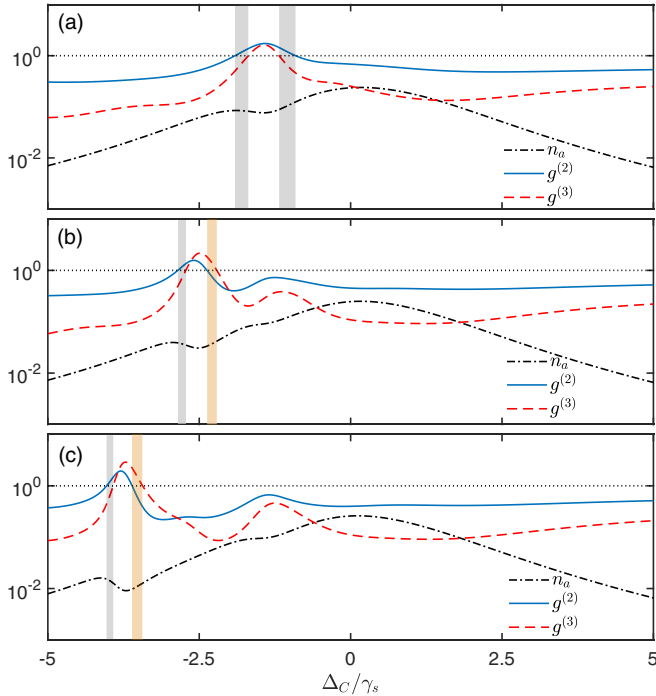 (a)
10^0
10^-2
n_a
g^(2)
g^(3)
(b)
10^0
10^-2
n_a
g^(2)
g^(3)
(c)
10^0
10^-2
n_a
g^(2)
g^(3)
-5 -2.5 0 2.5 5
Δ_C/γ_s